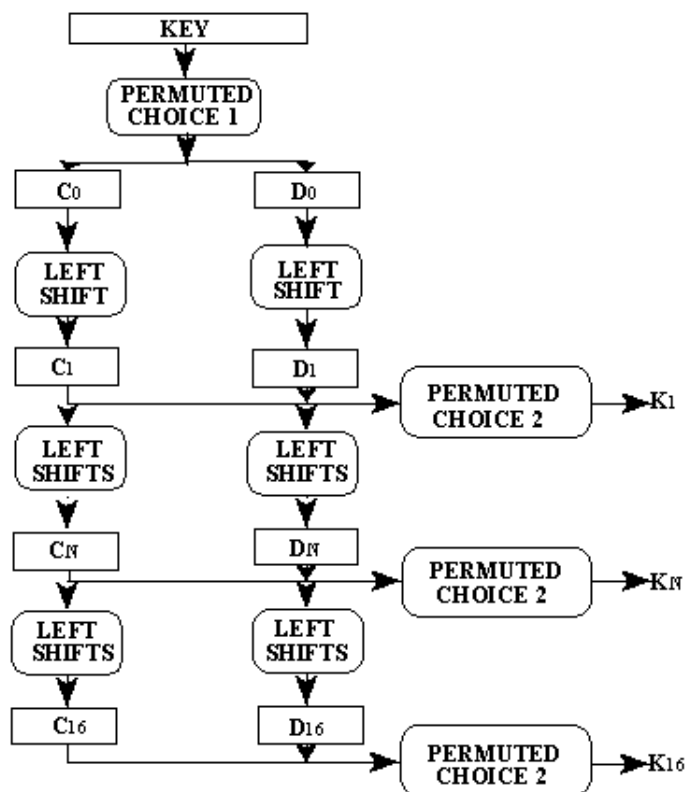 KEY
PERMUTED
CHOICE 1
C0
D0
LEFT
SHIFT
LEFT
SHIFT
C1
D1
PERMUTED
CHOICE 2
K1
LEFT
SHIFTS
LEFT
SHIFTS
CN
DN
PERMUTED
CHOICE 2
KN
LEFT
SHIFTS
LEFT
SHIFTS
C16
D16
PERMUTED
CHOICE 2
K16